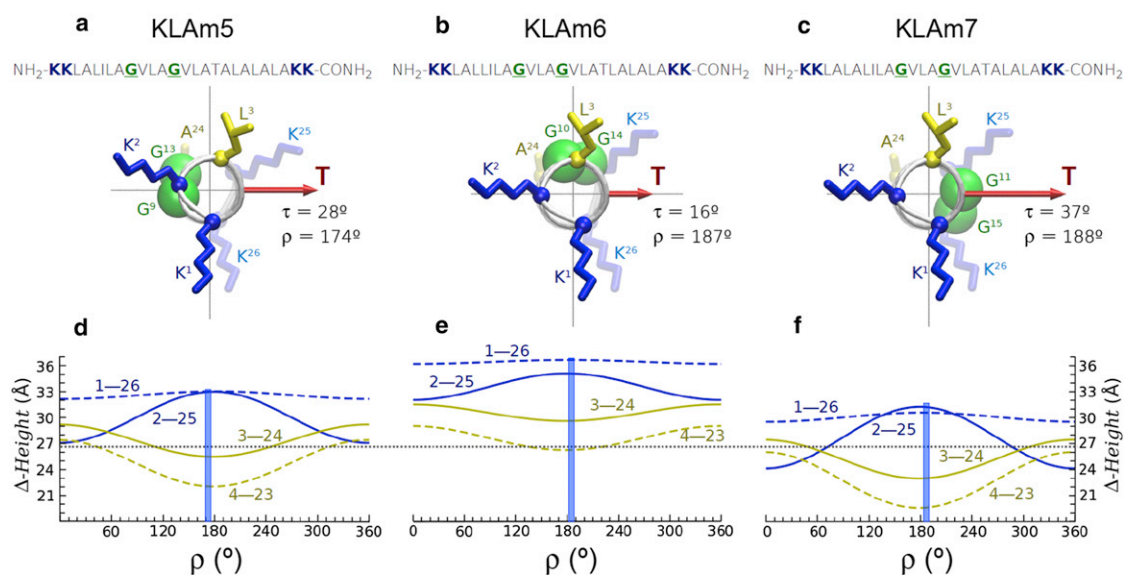 a KLAm5 b KLAm6 c KLAm7
NH2-KKLALILAGVLAGVLATALALAKK-CONH2 NH2-KKLALLILAGVLAGVLATLALALAKK-CONH2 NH2-KKLALALILAGVLAGVLATALALAKK-CONH2
L³ L³ L³
G¹³ A²⁴ K²⁵ G¹⁰ G¹⁴ K²⁵ A²⁴ K²⁵
K² T A²⁴ K² T K² G¹¹ T
G⁹ τ = 28º τ = 16º G¹⁵ τ = 37º
ρ = 174º ρ = 187º ρ = 188º
K¹ K²⁶ K¹ K²⁶ K¹ K²⁶
d e f
Δ-Height (Å) 36 33 30 27 24 21
1—26 2—25 3—24 4—23
1—26 2—25 3—24 4—23
1—26 2—25 3—24 4—23
36 33 30 27 24 21 Δ-Height (Å)
60 120 180 240 300 360 0 60 120 180 240 300 360 0 60 120 180 240 300 360
ρ (º) ρ (º) ρ (º)